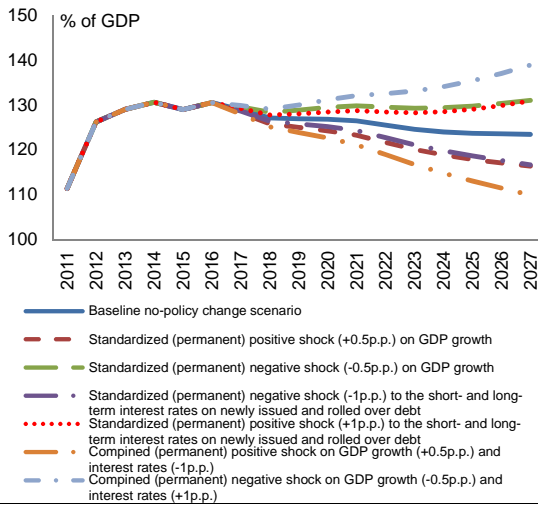 % of GDP
150
140
130
120
110
100
2011 2012 2013 2014 2015 2016 2017 2018 2019 2020 2021 2022 2023 2024 2025 2026 2027
Baseline no-policy change scenario
Standardized (permanent) positive shock (+0.5p.p.) on GDP growth
Standardized (permanent) negative shock (-0.5p.p.) on GDP growth
Standardized (permanent) negative shock (-1p.p.) to the short- and long-
term interest rates on newly issued and rolled over debt
Standardized (permanent) positive shock (+1p.p.) to the short- and long-
term interest rates on newly issued and rolled over debt
Compined (permanent) positive shock on GDP growth (+0.5p.p.) and
interest rates (-1p.p.)
Compined (permanent) negative shock on GDP growth (-0.5p.p.) and
interest rates (+1p.p.)